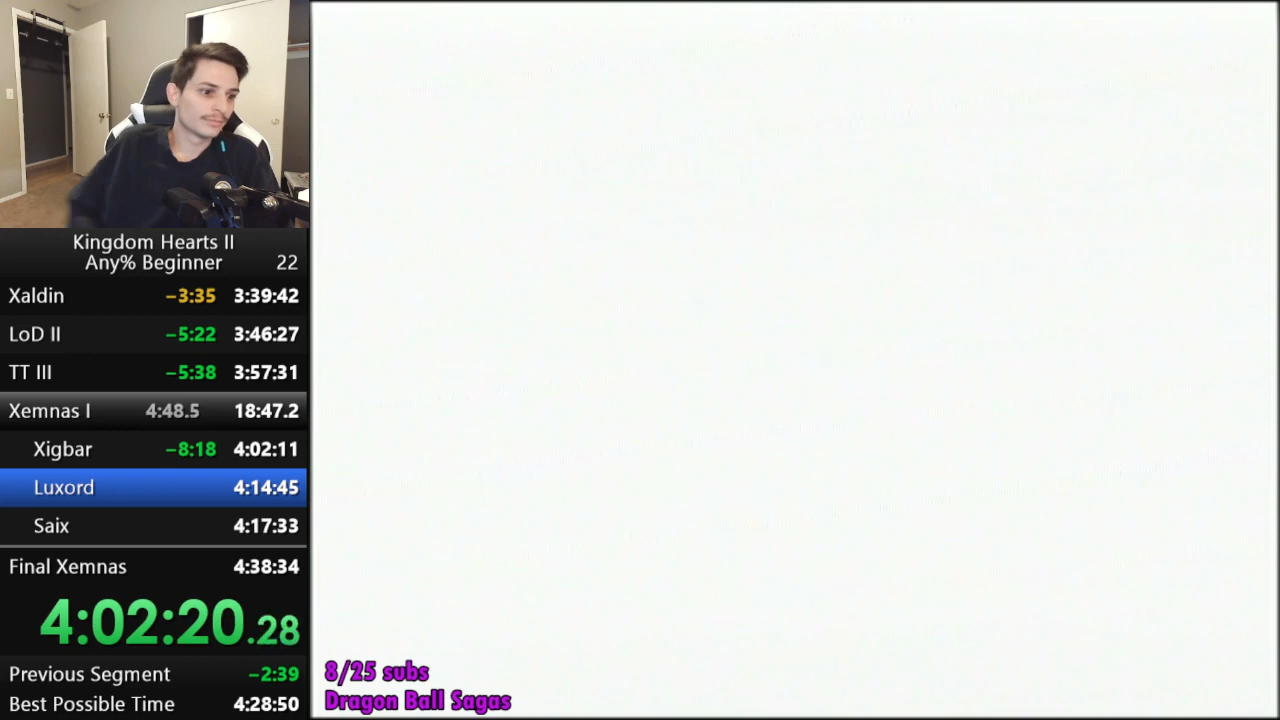 Kingdom Hearts II
Any% Beginner 22
Xaldin -3:35 3:39:42
LoD II -5:22 3:46:27
TT III -5:38 3:57:31
Xemnas I 4:48.5 18:47.2
Xigbar -8:18 4:02:11
Luxord 4:14:45
Saix 4:17:33
Final Xemnas 4:38:34
4:02:20.28
Previous Segment -2:39
Best Possible Time 4:28:50
8/25 subs
Dragon Ball Sagas